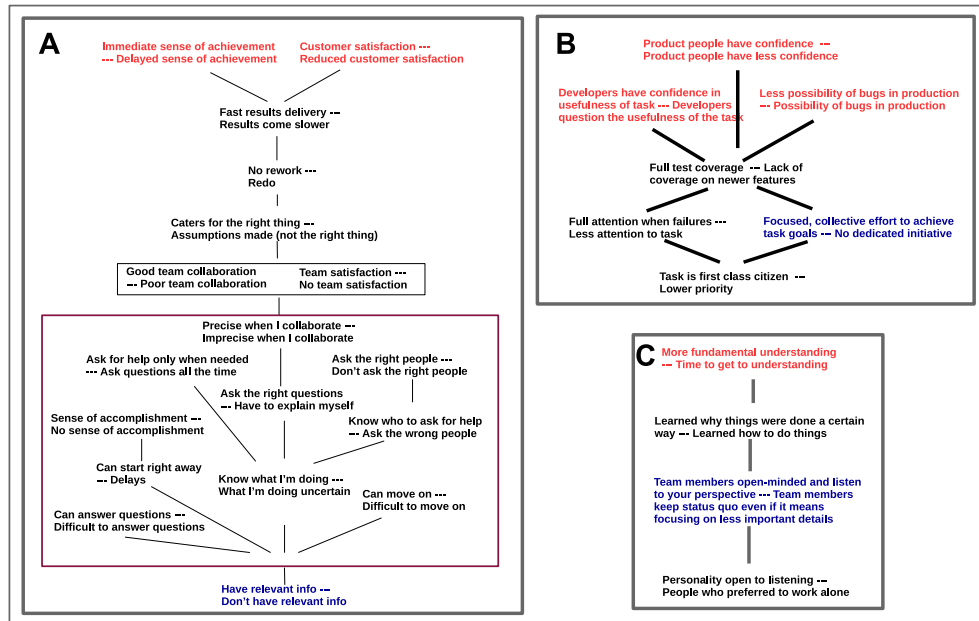 A
Immediate sense of achievement
--- Delayed sense of achievement
Customer satisfaction ---
Reduced customer satisfaction
Fast results delivery ---
Results come slower
No rework ---
Redo
Caters for the right thing ---
Assumptions made (not the right thing)
Good team collaboration
--- Poor team collaboration
Team satisfaction ---
No team satisfaction
Precise when I collaborate ---
Imprecise when I collaborate
Ask for help only when needed
--- Ask questions all the time
Ask the right people ---
Don't ask the right people
Ask the right questions
--- Have to explain myself
Sense of accomplishment ---
No sense of accomplishment
Know who to ask for help
--- Ask the wrong people
Can start right away
--- Delays
Know what I'm doing ---
What I'm doing uncertain
Can move on ---
Difficult to move on
Can answer questions ---
Difficult to answer questions
Have relevant info ---
Don't have relevant info
B
Product people have confidence ---
Product people have less confidence
Developers have confidence in
usefulness of task --- Developers
question the usefulness of the task
Less possibility of bugs in production
--- Possibility of bugs in production
Full test coverage --- Lack of
coverage on newer features
Full attention when failures ---
Less attention to task
Focused, collective effort to achieve
task goals --- No dedicated initiative
Task is first class citizen ---
Lower priority
C
More fundamental understanding
--- Time to get to understanding
Learned why things were done a certain
way --- Learned how to do things
Team members open-minded and listen
to your perspective --- Team members
keep status quo even if it means
focusing on less important details
Personality open to listening ---
People who preferred to work alone